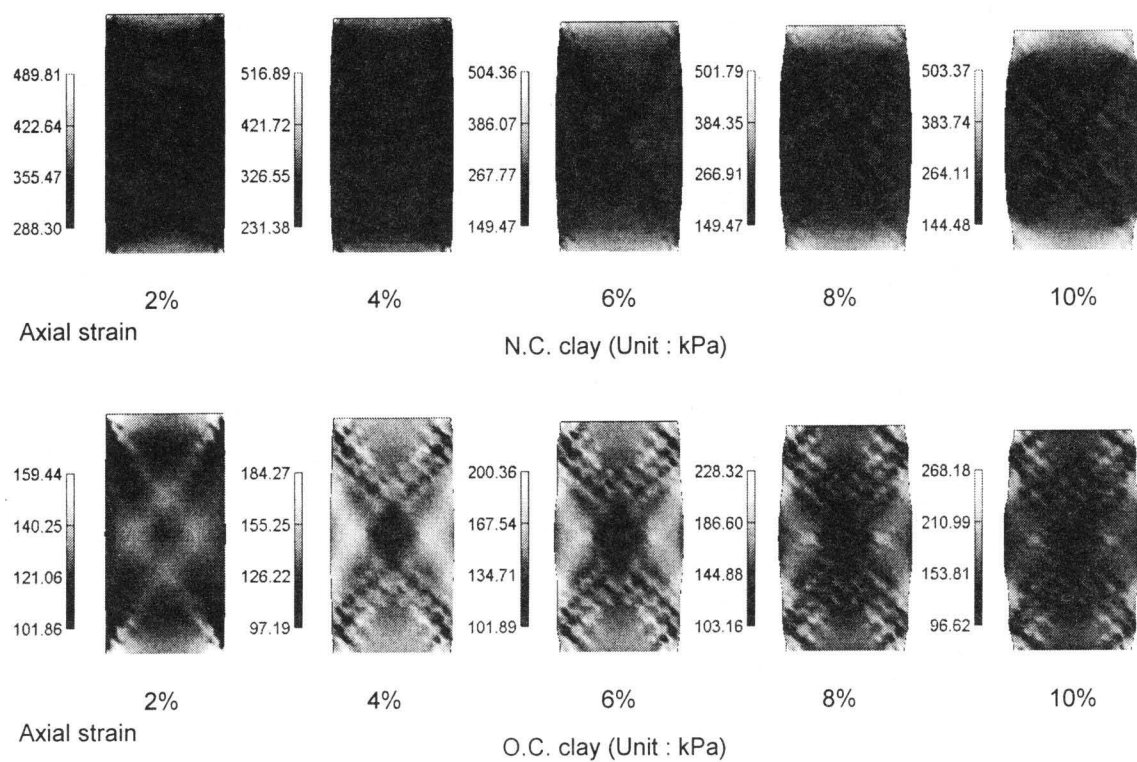 489.81 516.89 504.36 501.79 503.37
422.64 421.72 386.07 384.35 383.74
355.47 326.55 267.77 266.91 264.11
288.30 231.38 149.47 149.47 144.48
2% 4% 6% 8% 10%
Axial strain
N.C. clay (Unit : kPa)
159.44 184.27 200.36 228.32 268.18
140.25 155.25 167.54 186.60 210.99
121.06 126.22 134.71 144.88 153.81
101.86 97.19 101.89 103.16 96.62
2% 4% 6% 8% 10%
Axial strain
O.C. clay (Unit : kPa)